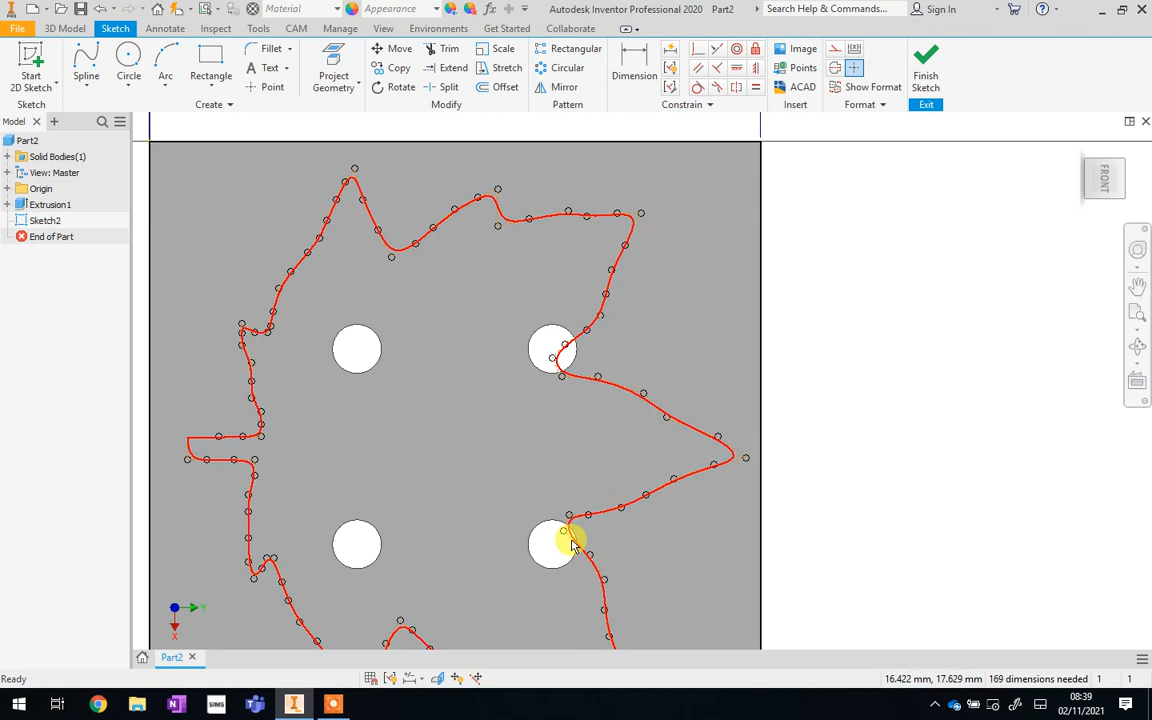 Material
Appearance
Autodesk Inventor Professional 2020 Part2
Search Help & Commands...
Sign In
File 3D Model Sketch Annotate Inspect Tools CAM Manage View Environments Get Started Collaborate
Start 2D Sketch
Spline
Circle
Arc
Rectangle
Fillet
Text
Point
Project Geometry
Move
Copy
Rotate
Trim
Extend
Split
Scale
Stretch
Offset
Rectangular
Circular
Mirror
Dimension
Image
Points
ACAD
Show Format
Finish Sketch
Sketch Create Modify Pattern Constrain Insert Format Exit
Model
Part2
Solid Bodies(1)
View: Master
Origin
Extrusion1
Sketch2
End of Part
FRONT
Y
X
Part2
Ready
16.422 mm, 17.629 mm 169 dimensions needed 1 1
SIMS
08:39
02/11/2021